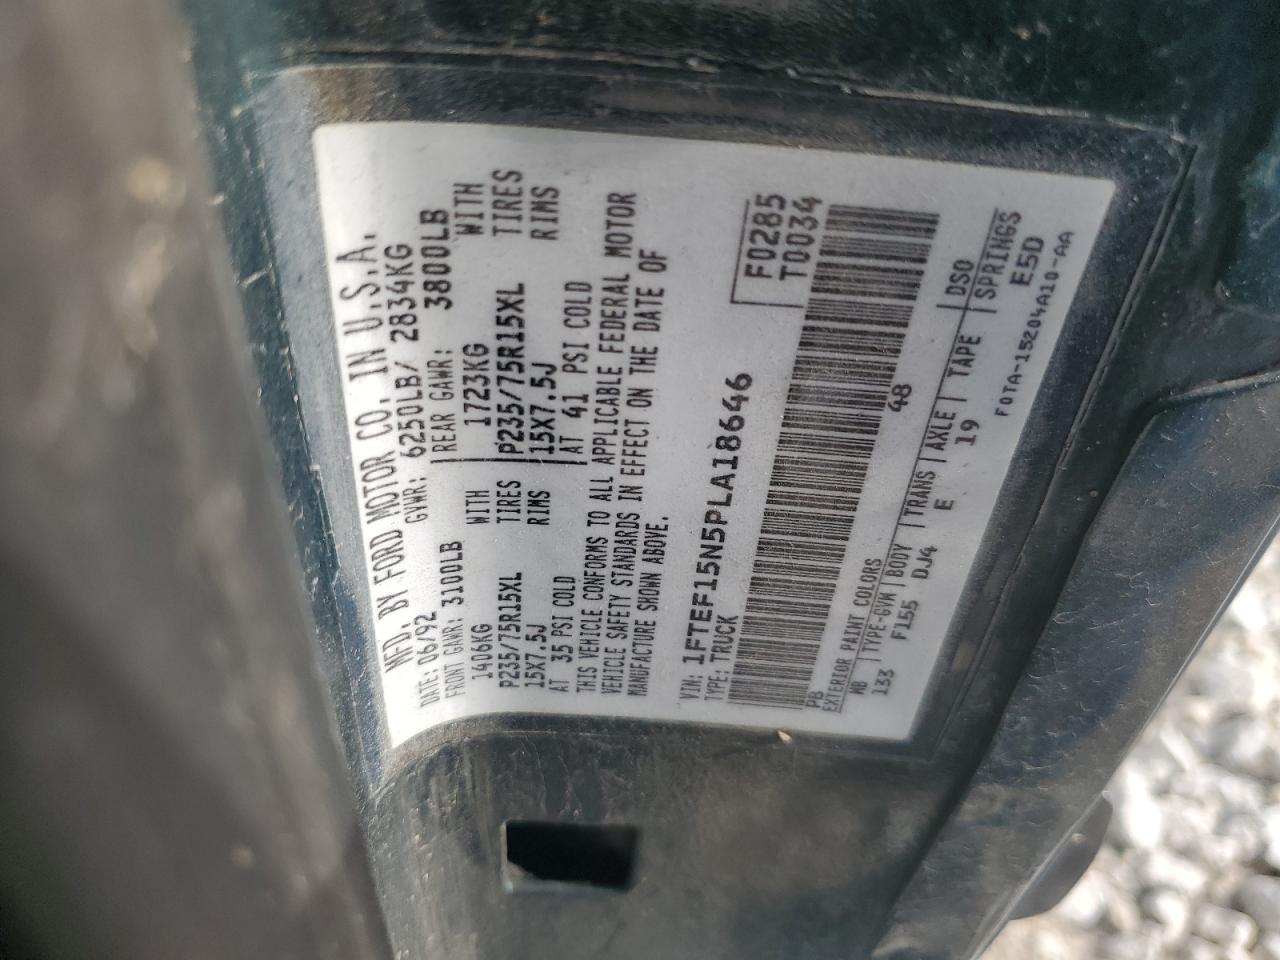 MFD. BY FORD MOTOR CO. IN U.S.A.
DATE: 06/92 GVWR: 6250LB/ 2834KG
FRONT GAWR: 3100LB REAR GAWR: 3800LB
1406KG WITH 1723KG WITH
P235/75R15XL TIRES P235/75R15XL TIRES
15X7.5J RIMS 15X7.5J RIMS
AT 35 PSI COLD AT 41 PSI COLD
THIS VEHICLE CONFORMS TO ALL APPLICABLE FEDERAL MOTOR
VEHICLE SAFETY STANDARDS IN EFFECT ON THE DATE OF
MANUFACTURE SHOWN ABOVE.
VIN: 1FTEF15N5PLA18646
TYPE: TRUCK
F0285
T0034
PB 48
EXTERIOR PAINT COLORS DSO
MB
133 TYPE-GVW BODY TRANS AXLE TAPE SPRINGS
F155 DJ4 E 19 E5D
F0TA-15204A10-AA